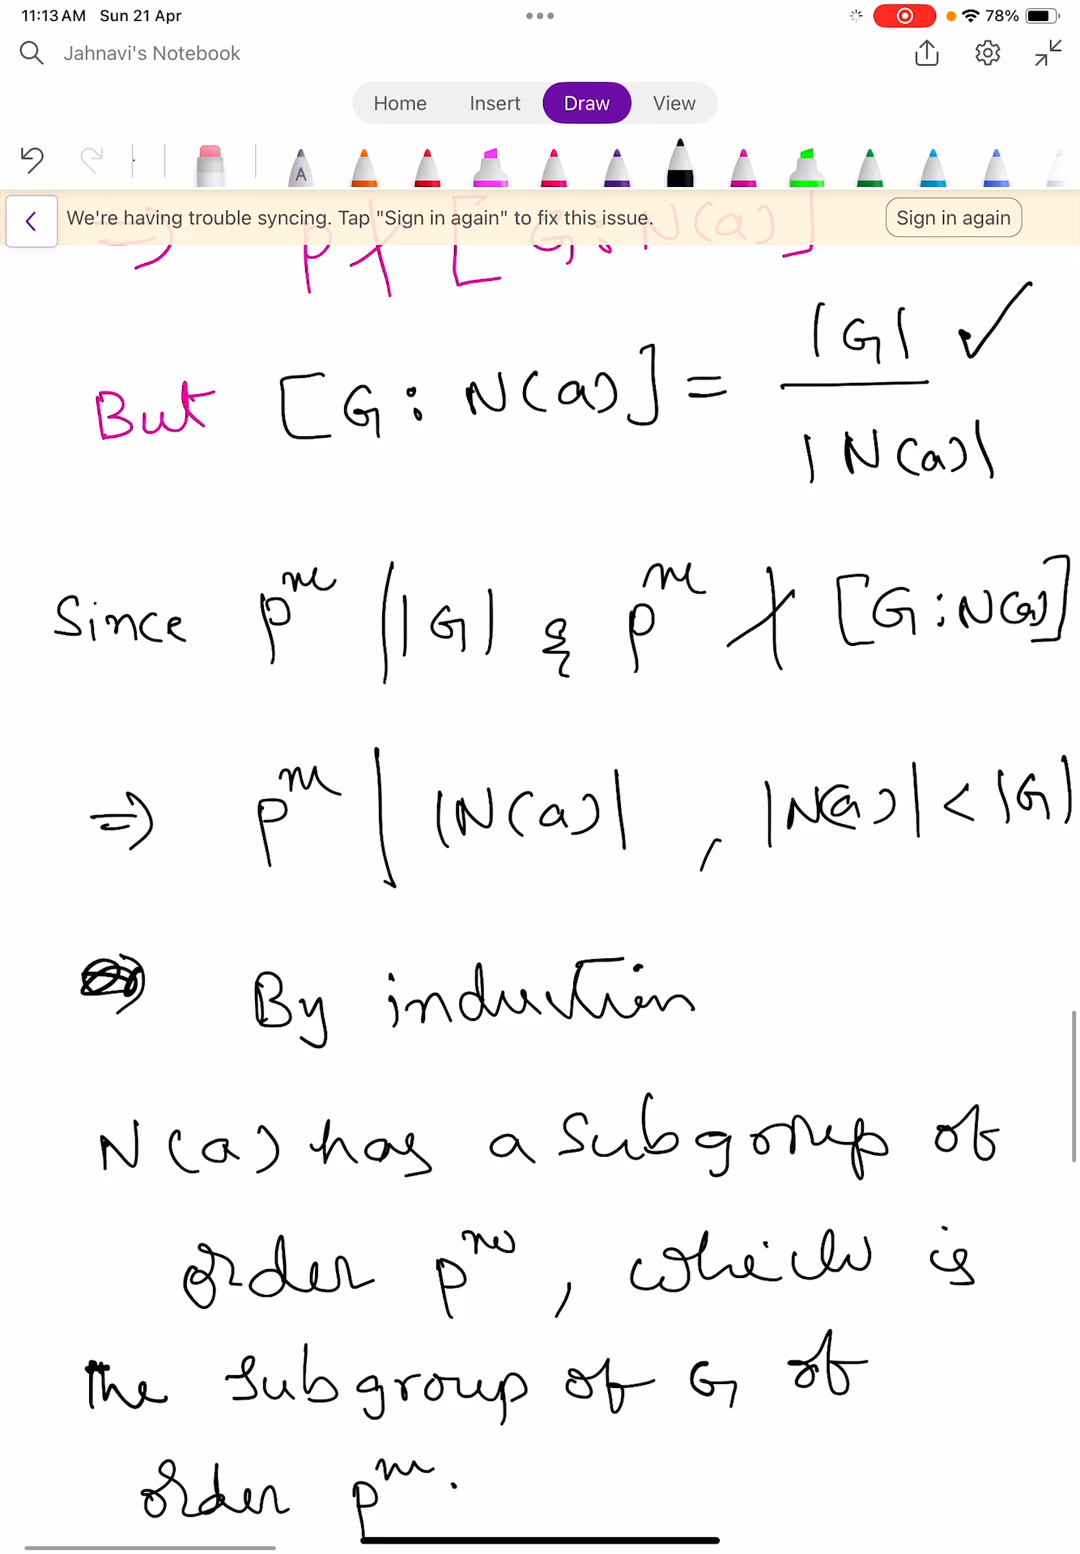 11:13 AM Sun 21 Apr
78%
Jahnavi's Notebook
Home Insert Draw View
A
We're having trouble syncing. Tap "Sign in again" to fix this issue. Sign in again
⇒ p ∤ [G : N(a)]
But [G : N(a)] = |G| / |N(a)| ✓
Since p^m | |G| & p^m ∤ [G : N(a)]
⇒ p^m | |N(a)| , |N(a)| < |G|
By induction
N(a) has a subgroup of
order p^m, which is
the subgroup of G of
order p^m.